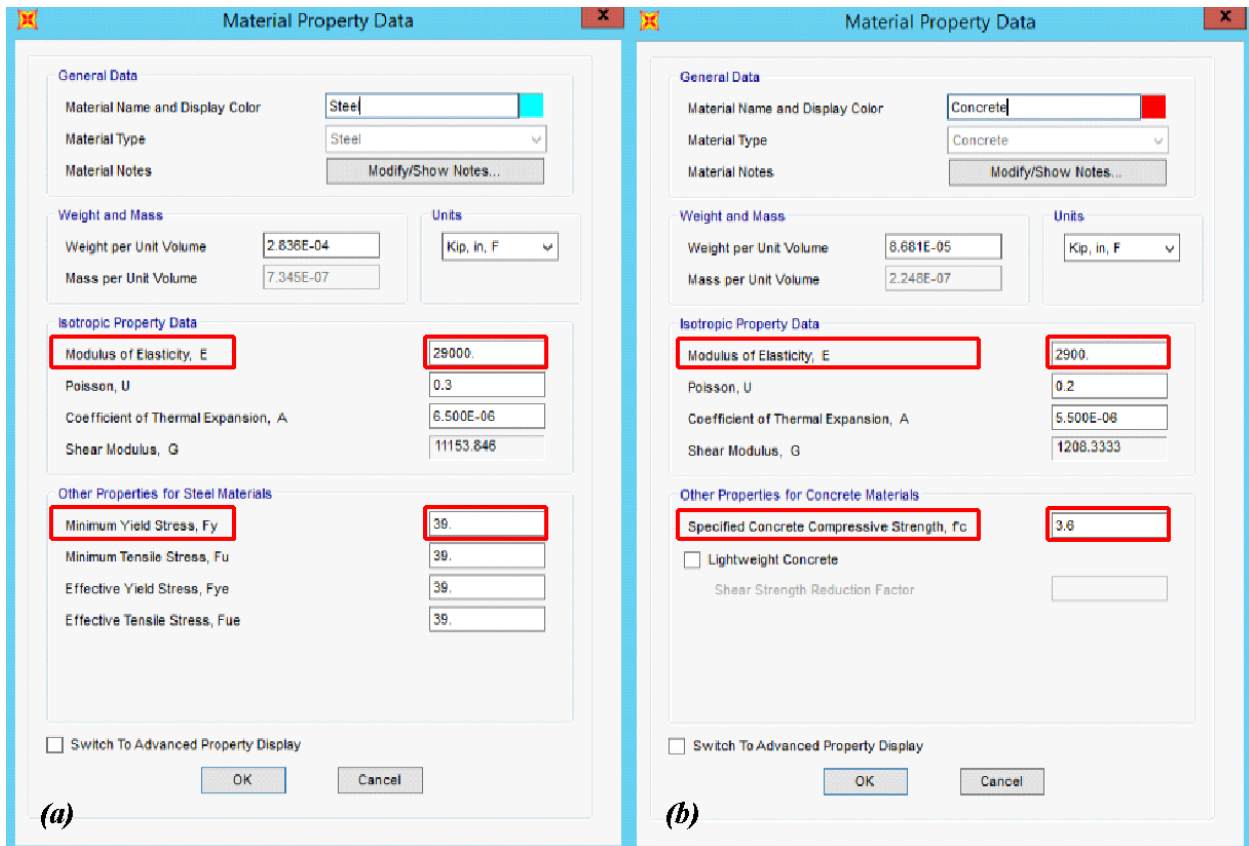 Material Property Data
x
General Data
Material Name and Display Color Steel
Material Type Steel
Material Notes Modify/Show Notes...
Weight and Mass Units
Weight per Unit Volume 2.836E-04 Kip, in, F
Mass per Unit Volume 7.345E-07
Isotropic Property Data
Modulus of Elasticity, E 29000.
Poisson, U 0.3
Coefficient of Thermal Expansion, A 6.500E-06
Shear Modulus, G 11153.846
Other Properties for Steel Materials
Minimum Yield Stress, Fy 39.
Minimum Tensile Stress, Fu 39.
Effective Yield Stress, Fye 39.
Effective Tensile Stress, Fue 39.
Switch To Advanced Property Display
OK Cancel
(a)
Material Property Data
x
General Data
Material Name and Display Color Concrete
Material Type Concrete
Material Notes Modify/Show Notes...
Weight and Mass Units
Weight per Unit Volume 8.681E-05 Kip, in, F
Mass per Unit Volume 2.248E-07
Isotropic Property Data
Modulus of Elasticity, E 2900.
Poisson, U 0.2
Coefficient of Thermal Expansion, A 5.500E-06
Shear Modulus, G 1208.3333
Other Properties for Concrete Materials
Specified Concrete Compressive Strength, f'c 3.6
Lightweight Concrete
Shear Strength Reduction Factor
Switch To Advanced Property Display
OK Cancel
(b)